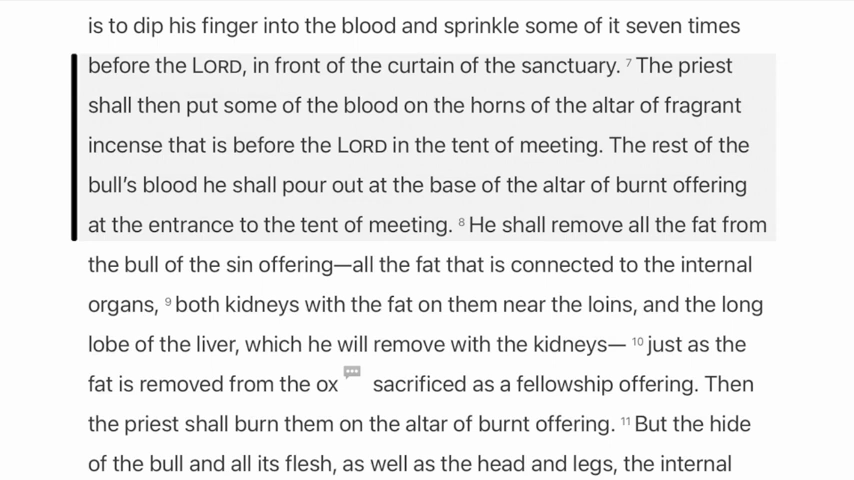 is to dip his finger into the blood and sprinkle some of it seven times
before the LORD, in front of the curtain of the sanctuary. 7 The priest
shall then put some of the blood on the horns of the altar of fragrant
incense that is before the LORD in the tent of meeting. The rest of the
bull’s blood he shall pour out at the base of the altar of burnt offering
at the entrance to the tent of meeting. 8 He shall remove all the fat from
the bull of the sin offering—all the fat that is connected to the internal
organs, 9 both kidneys with the fat on them near the loins, and the long
lobe of the liver, which he will remove with the kidneys— 10 just as the
fat is removed from the ox sacrificed as a fellowship offering. Then
the priest shall burn them on the altar of burnt offering. 11 But the hide
of the bull and all its flesh, as well as the head and legs, the internal